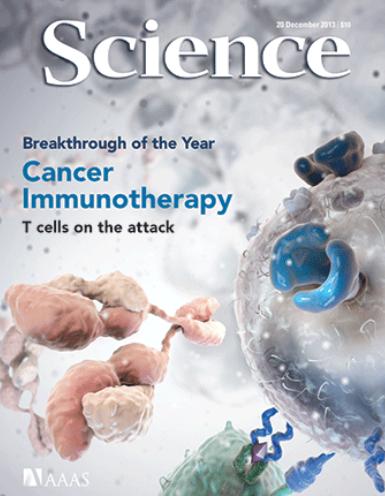 20 December 2013 | $10
Science
Breakthrough of the Year
Cancer
Immunotherapy
T cells on the attack
AAAS